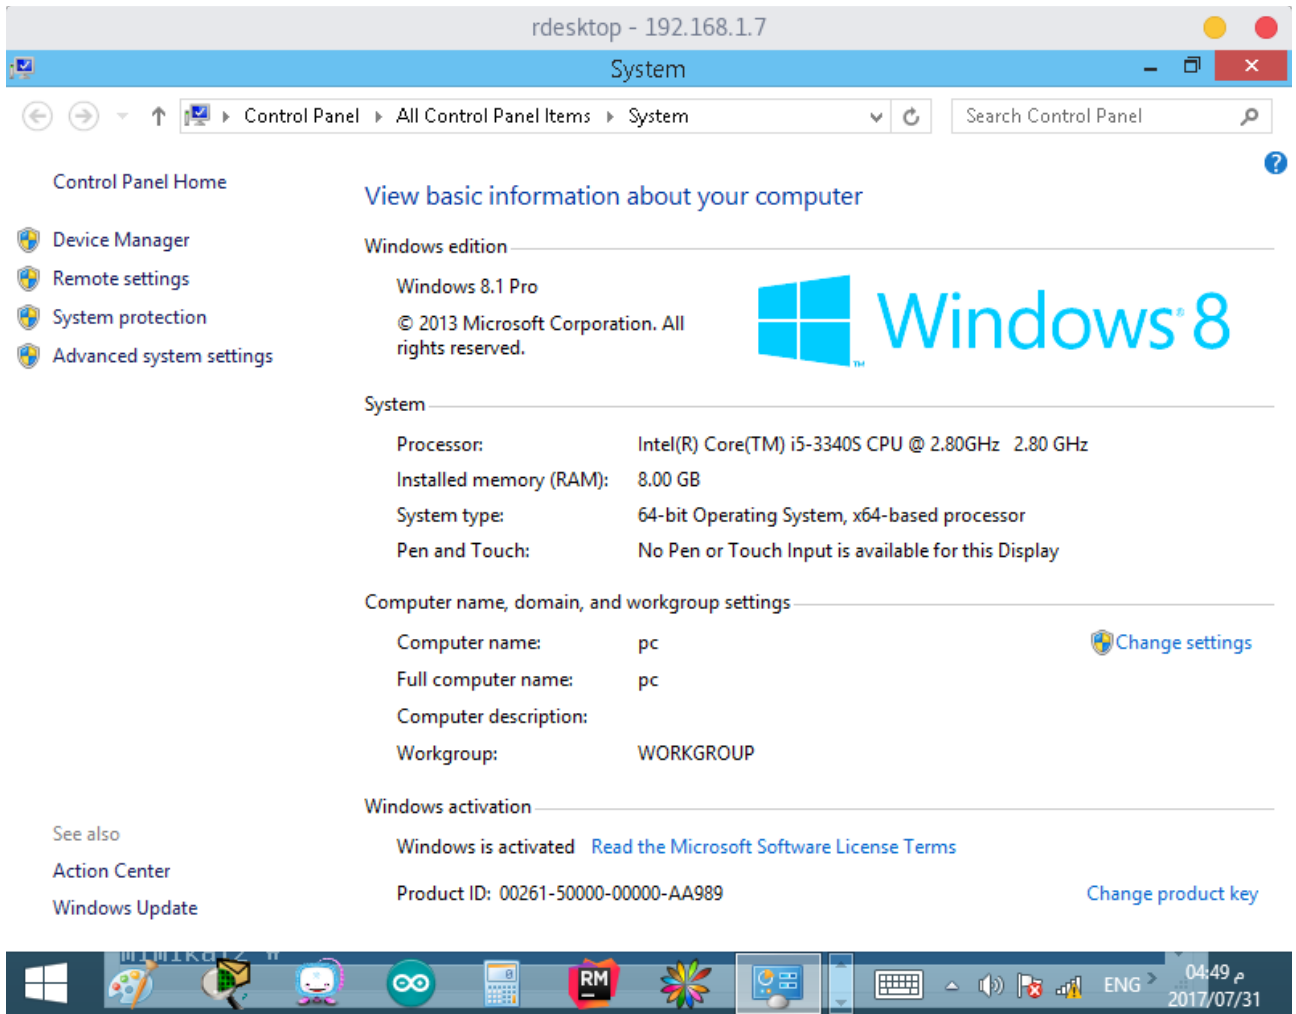 rdesktop - 192.168.1.7
System
Control Panel
All Control Panel Items
System
Search Control Panel
Control Panel Home
Device Manager
Remote settings
System protection
Advanced system settings
View basic information about your computer
Windows edition
Windows 8.1 Pro
© 2013 Microsoft Corporation. All
rights reserved.
Windows® 8
TM
System
Processor: Intel(R) Core(TM) i5-3340S CPU @ 2.80GHz 2.80 GHz
Installed memory (RAM): 8.00 GB
System type: 64-bit Operating System, x64-based processor
Pen and Touch: No Pen or Touch Input is available for this Display
Computer name, domain, and workgroup settings
Computer name: pc
Change settings
Full computer name: pc
Computer description:
Workgroup: WORKGROUP
Windows activation
Windows is activated Read the Microsoft Software License Terms
Product ID: 00261-50000-00000-AA989
Change product key
See also
Action Center
Windows Update
mimikatz #
RM
ENG
04:49 م
2017/07/31